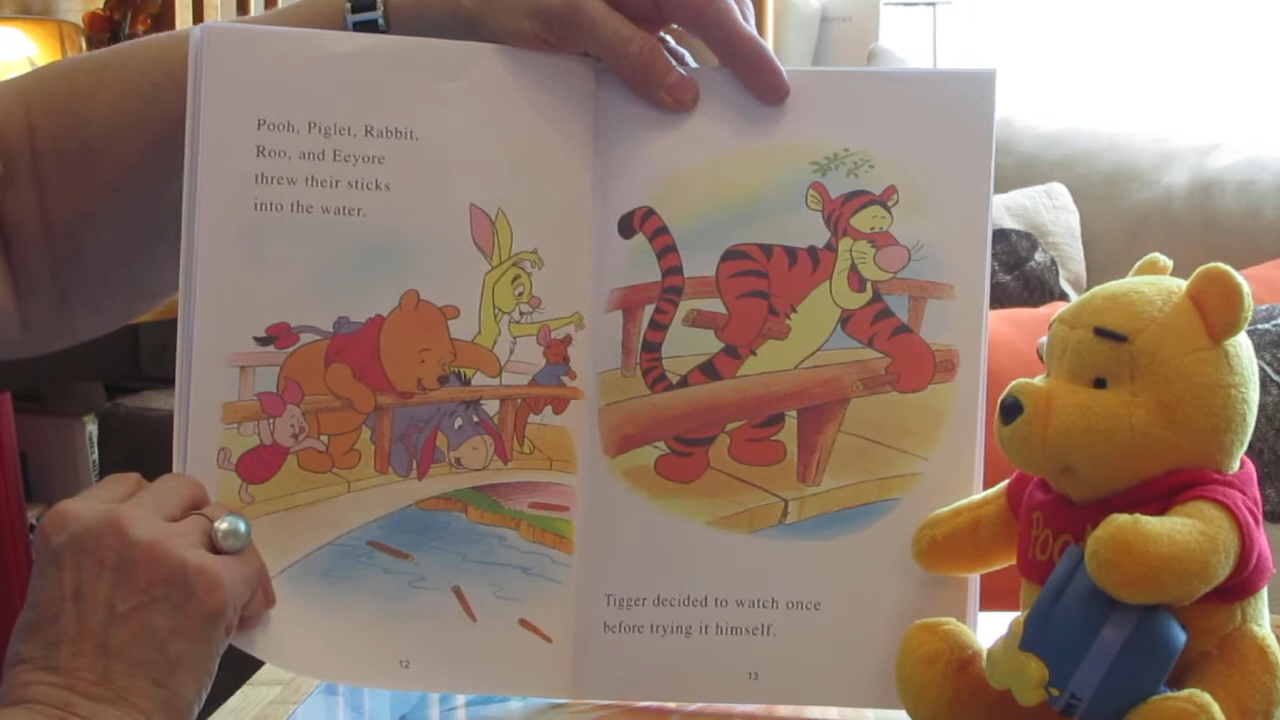 Pooh, Piglet, Rabbit,
Roo, and Eeyore
threw their sticks
into the water.
12
Tigger decided to watch once
before trying it himself.
13
Pooh